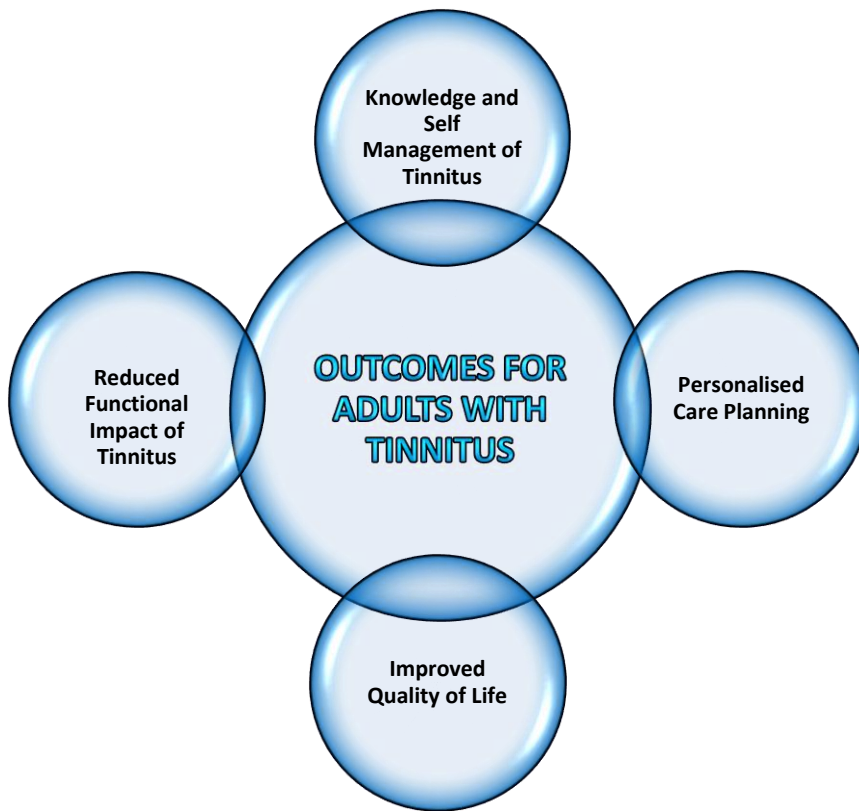 Knowledge and
Self
Management of
Tinnitus
Reduced
Functional
Impact of
Tinnitus
OUTCOMES FOR
ADULTS WITH
TINNITUS
Personalised
Care Planning
Improved
Quality of Life